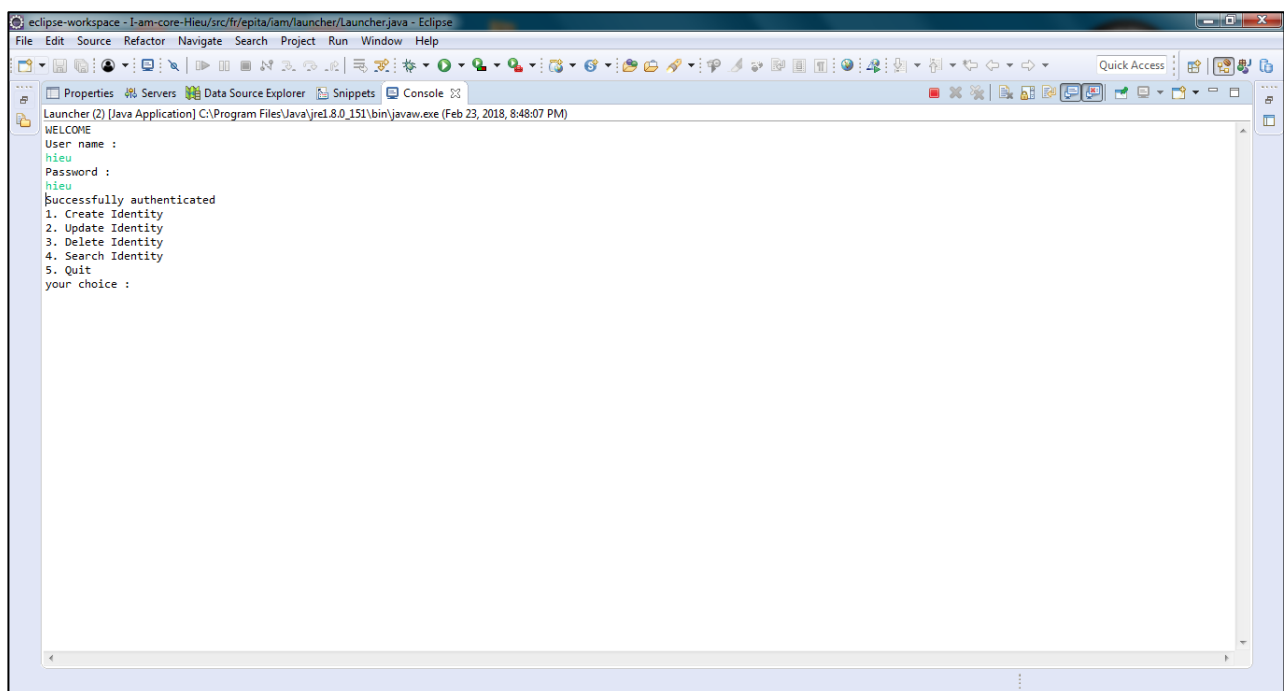 eclipse-workspace - I-am-core-Hieu/src/fr/epita/iam/launcher/Launcher.java - Eclipse
File Edit Source Refactor Navigate Search Project Run Window Help
Quick Access
Properties Servers Data Source Explorer Snippets Console
Launcher (2) [Java Application] C:\Program Files\Java\jre1.8.0_151\bin\javaw.exe (Feb 23, 2018, 8:48:07 PM)
WELCOME
User name :
hieu
Password :
hieu
Successfully authenticated
1. Create Identity
2. Update Identity
3. Delete Identity
4. Search Identity
5. Quit
your choice :